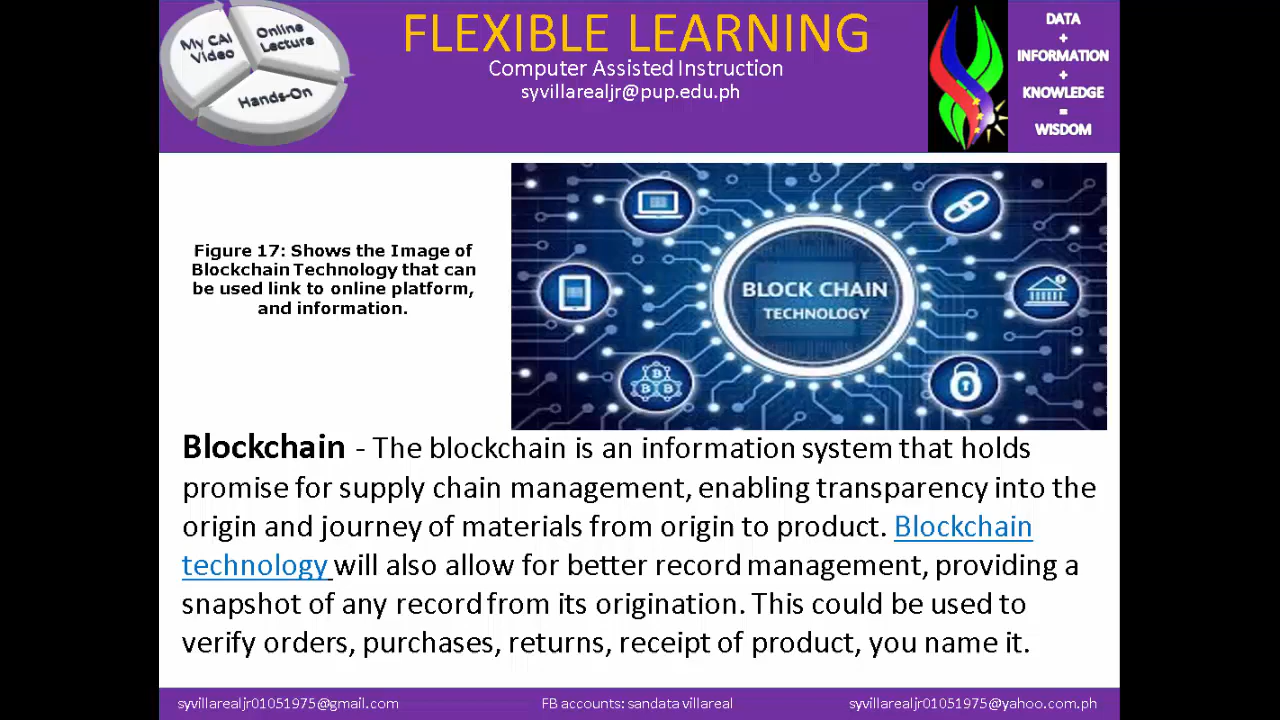 My CAI
Video
Online
Lecture
Hands-On
FLEXIBLE LEARNING
Computer Assisted Instruction
syvillarealjr@pup.edu.ph
DATA
+
INFORMATION
+
KNOWLEDGE
=
WISDOM
Figure 17: Shows the Image of
Blockchain Technology that can
be used link to online platform,
and information.
BLOCK CHAIN
TECHNOLOGY
Blockchain - The blockchain is an information system that holds
promise for supply chain management, enabling transparency into the
origin and journey of materials from origin to product. Blockchain
technology will also allow for better record management, providing a
snapshot of any record from its origination. This could be used to
verify orders, purchases, returns, receipt of product, you name it.
syvillarealjr01051975@gmail.com
FB accounts: sandata villareal
syvillarealjr01051975@yahoo.com.ph